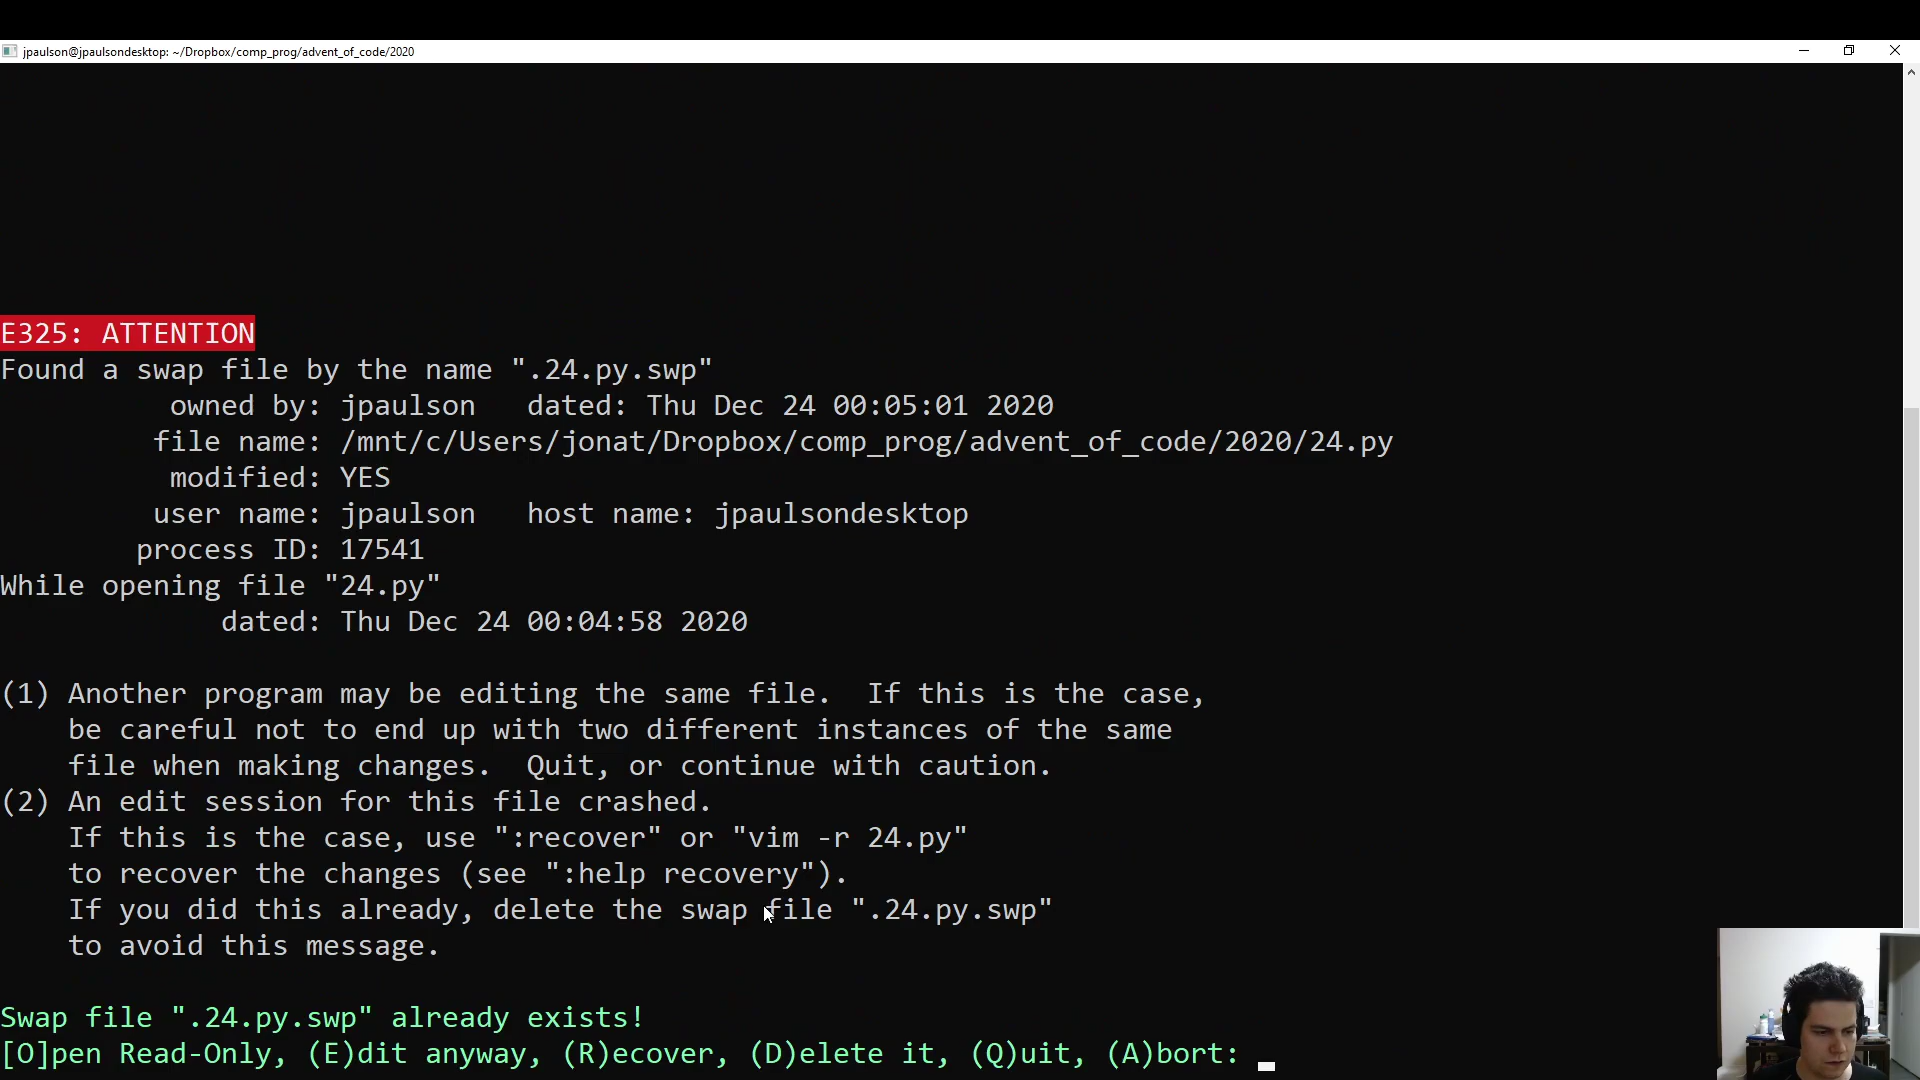 jpaulson@jpaulsondesktop: ~/Dropbox/comp_prog/advent_of_code/2020
E325: ATTENTION
Found a swap file by the name ".24.py.swp"
owned by: jpaulson   dated: Thu Dec 24 00:05:01 2020
file name: /mnt/c/Users/jonat/Dropbox/comp_prog/advent_of_code/2020/24.py
modified: YES
user name: jpaulson   host name: jpaulsondesktop
process ID: 17541
While opening file "24.py"
dated: Thu Dec 24 00:04:58 2020
(1) Another program may be editing the same file.  If this is the case,
be careful not to end up with two different instances of the same
file when making changes.  Quit, or continue with caution.
(2) An edit session for this file crashed.
If this is the case, use ":recover" or "vim -r 24.py"
to recover the changes (see ":help recovery").
If you did this already, delete the swap file ".24.py.swp"
to avoid this message.
Swap file ".24.py.swp" already exists!
[O]pen Read-Only, (E)dit anyway, (R)ecover, (D)elete it, (Q)uit, (A)bort: